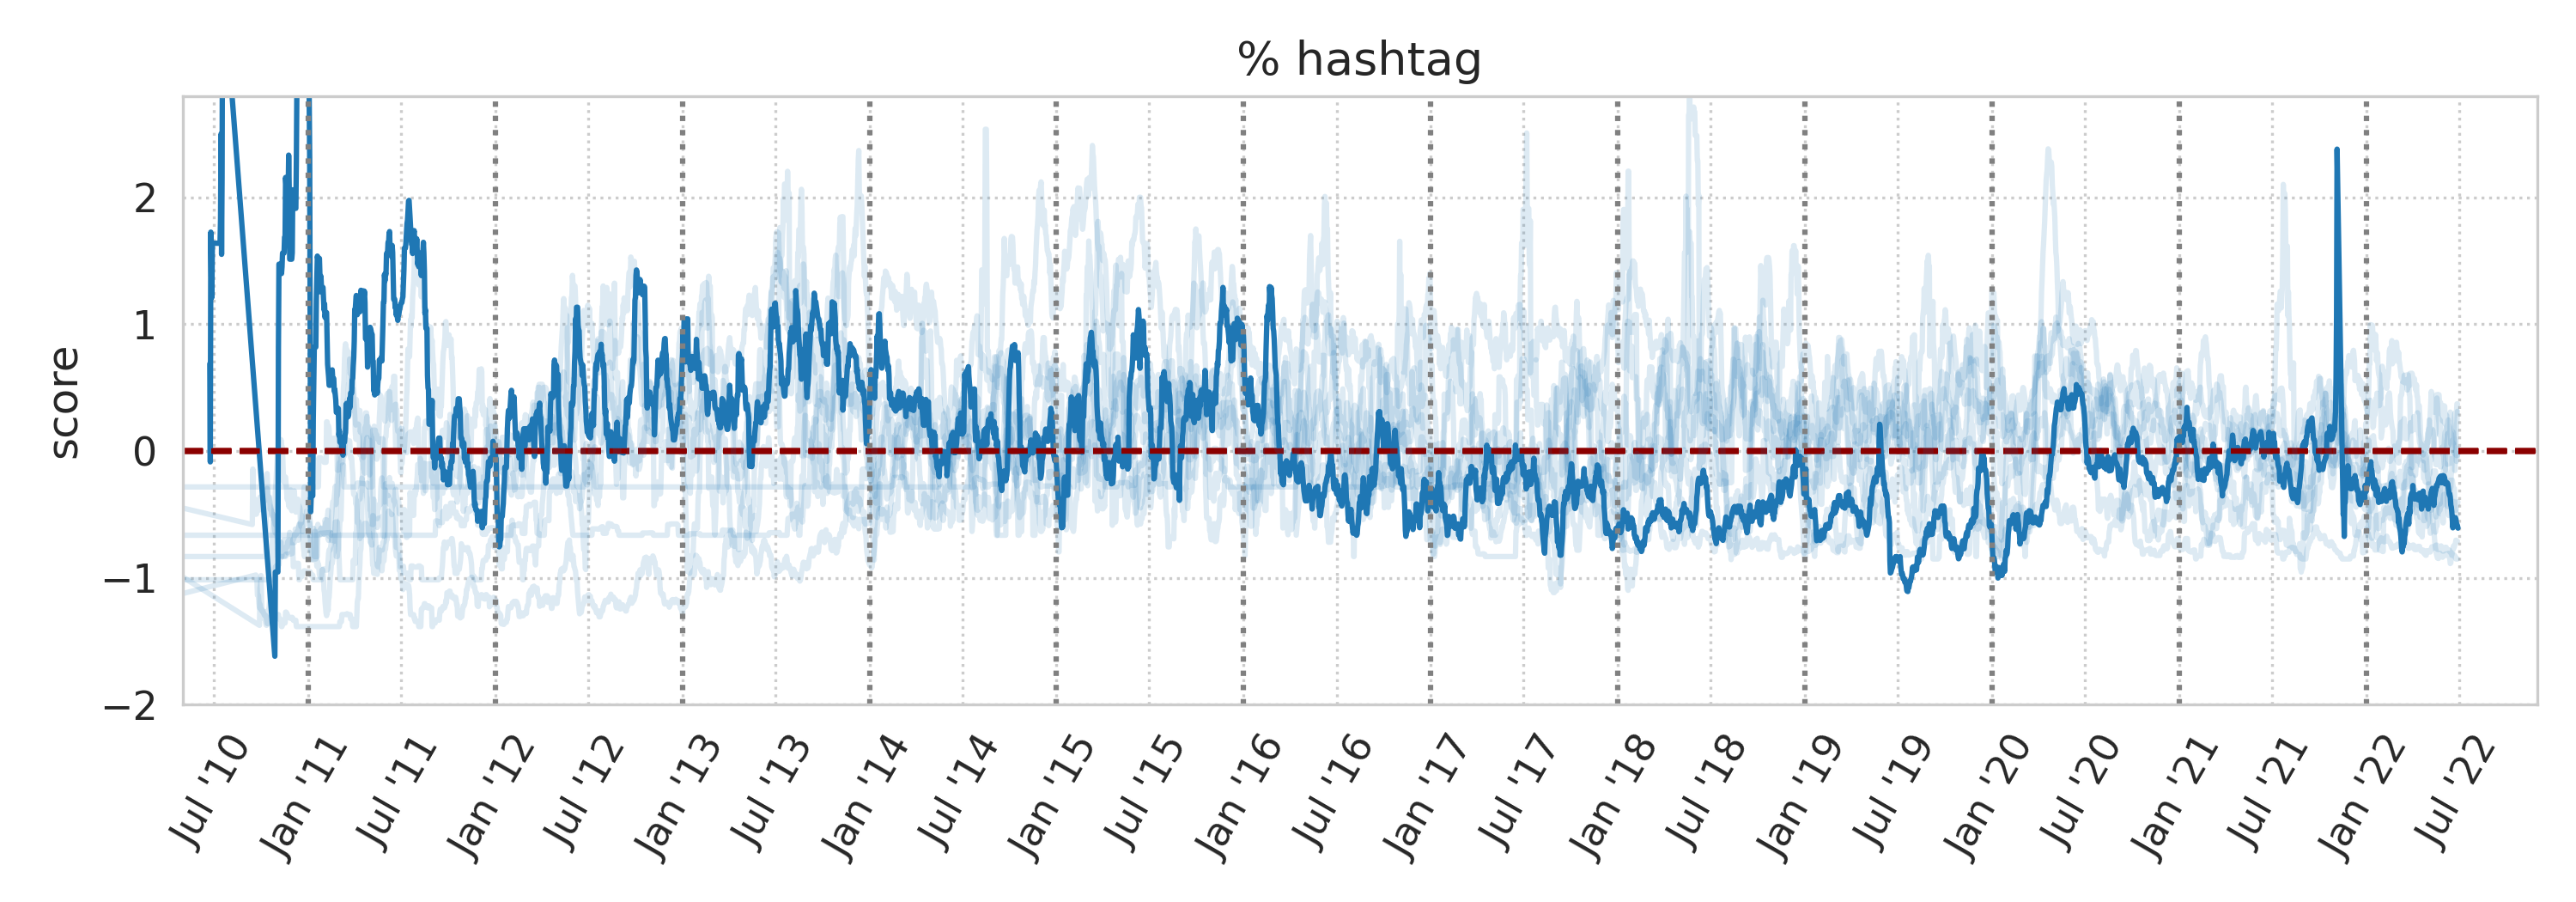 % hashtag
score
2
1
0
−1
−2
Jul '10
Jan '11
Jul '11
Jan '12
Jul '12
Jan '13
Jul '13
Jan '14
Jul '14
Jan '15
Jul '15
Jan '16
Jul '16
Jan '17
Jul '17
Jan '18
Jul '18
Jan '19
Jul '19
Jan '20
Jul '20
Jan '21
Jul '21
Jan '22
Jul '22